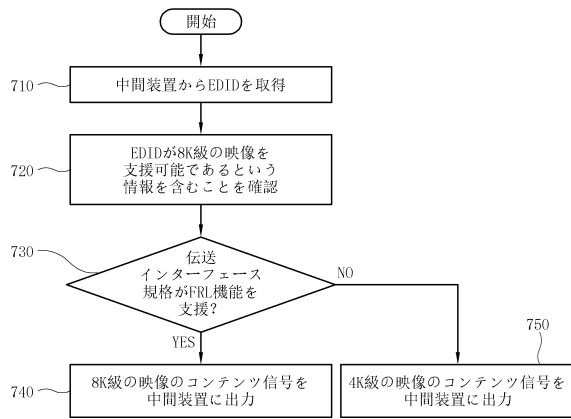 開始
710
中間装置からEDIDを取得
720
EDIDが8K級の映像を
支援可能であるという
情報を含むことを確認
730
伝送
インターフェース
規格がFRL機能を
支援?
NO
YES
750
740
8K級の映像のコンテンツ信号を
中間装置に出力
4K級の映像のコンテンツ信号を
中間装置に出力